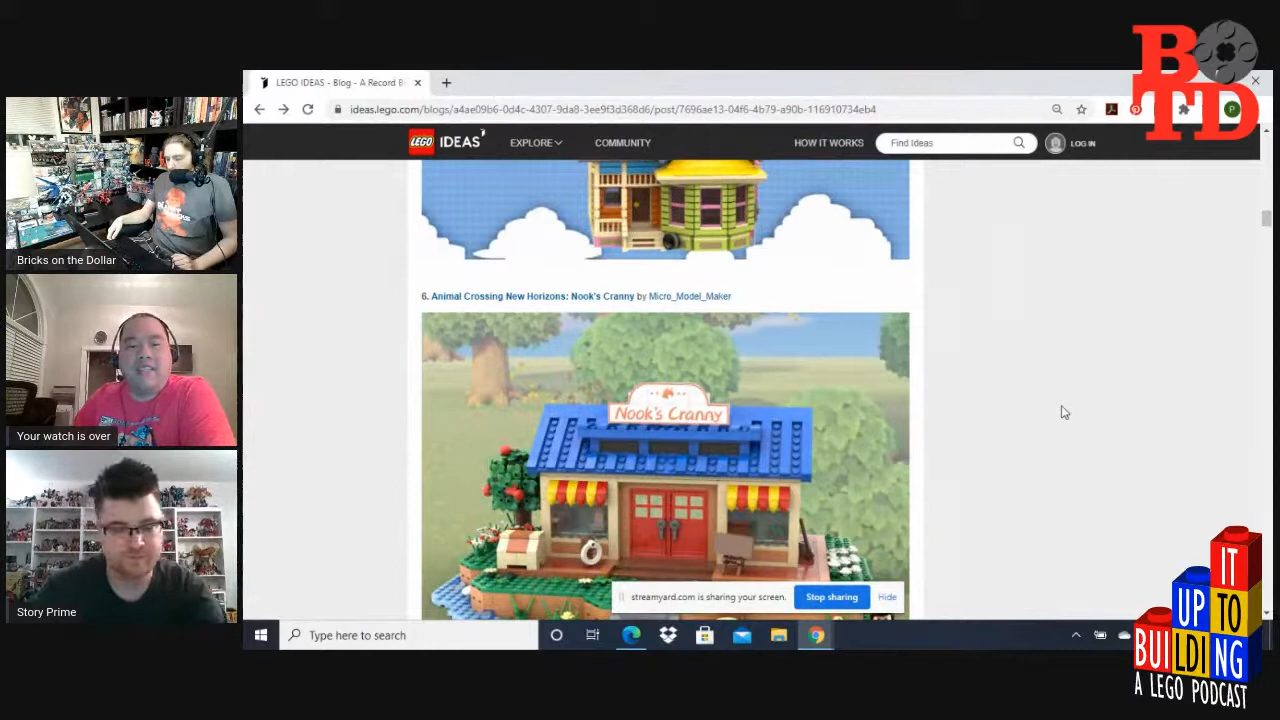 BOTD
LEGO IDEAS - Blog - A Record B
ideas.lego.com/blogs/a4ae09b6-0d4c-4307-9da8-3ee9f3d368d6/post/7696ae13-04f6-4b79-a90b-116910734eb4
LEGO IDEAS
EXPLORE
COMMUNITY
HOW IT WORKS
Find Ideas
LOG IN
P
Bricks on the Dollar
6. Animal Crossing New Horizons: Nook's Cranny by Micro_Model_Maker
Nook's Cranny
Your watch is over
Story Prime
streamyard.com is sharing your screen.
Stop sharing
Hide
Type here to search
IT
UP TO
BUILDING
A LEGO PODCAST